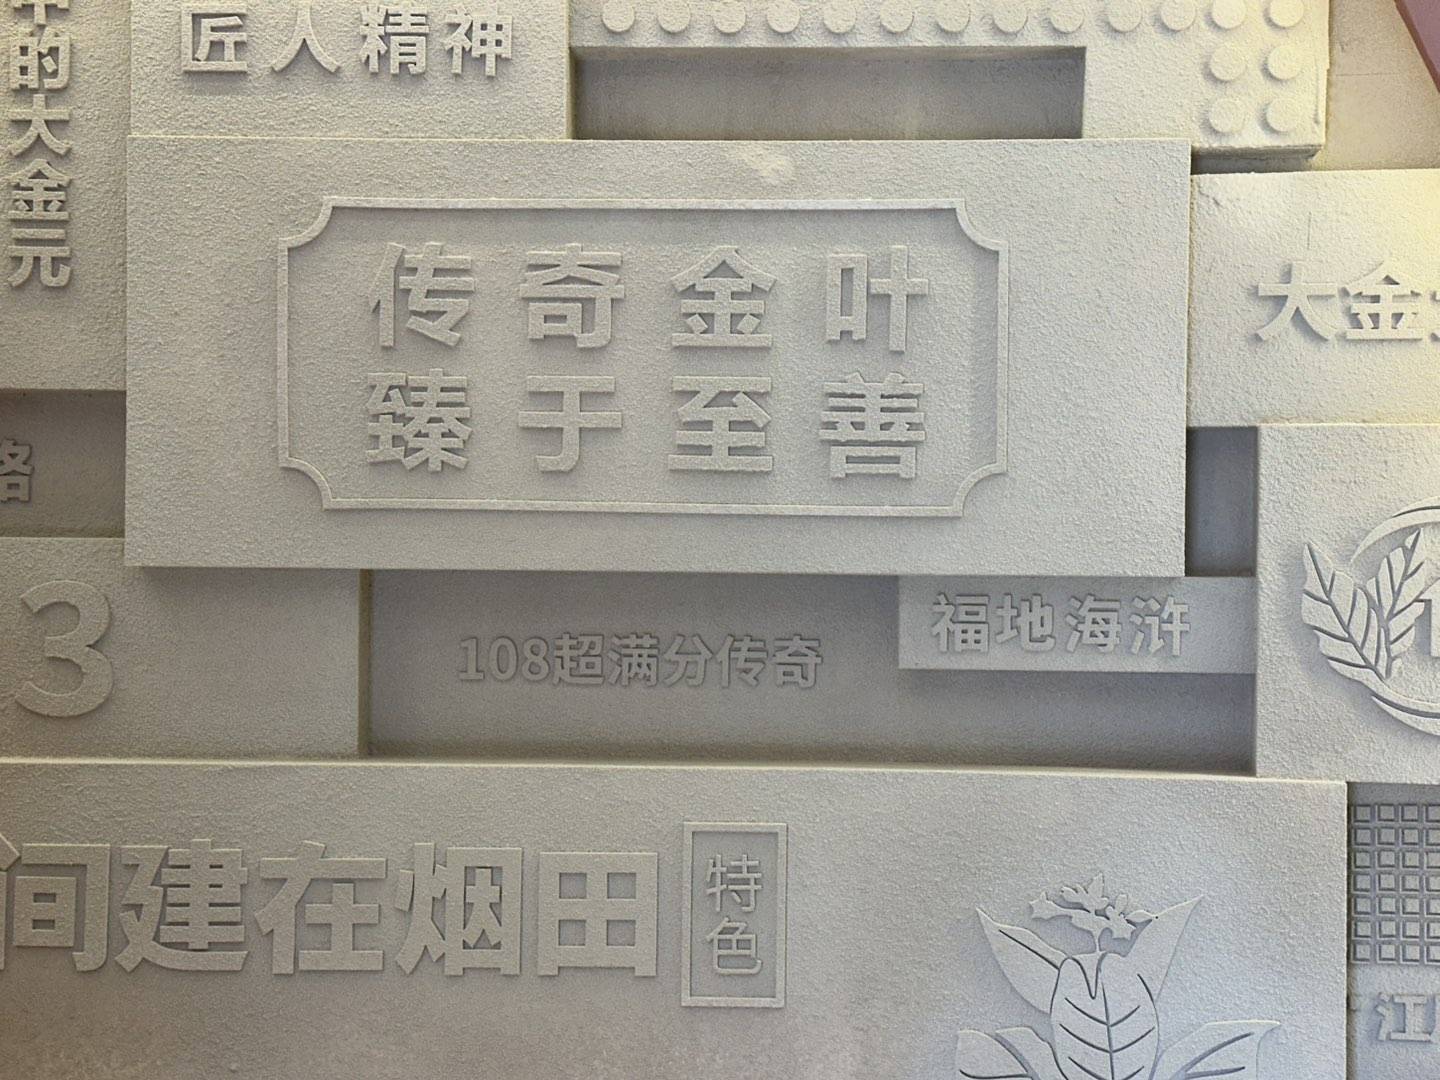 的大金元
匠人精神
传奇金叶
臻于至善
大金
路
3
108超满分传奇
福地海浒
间建在烟田
特色
江